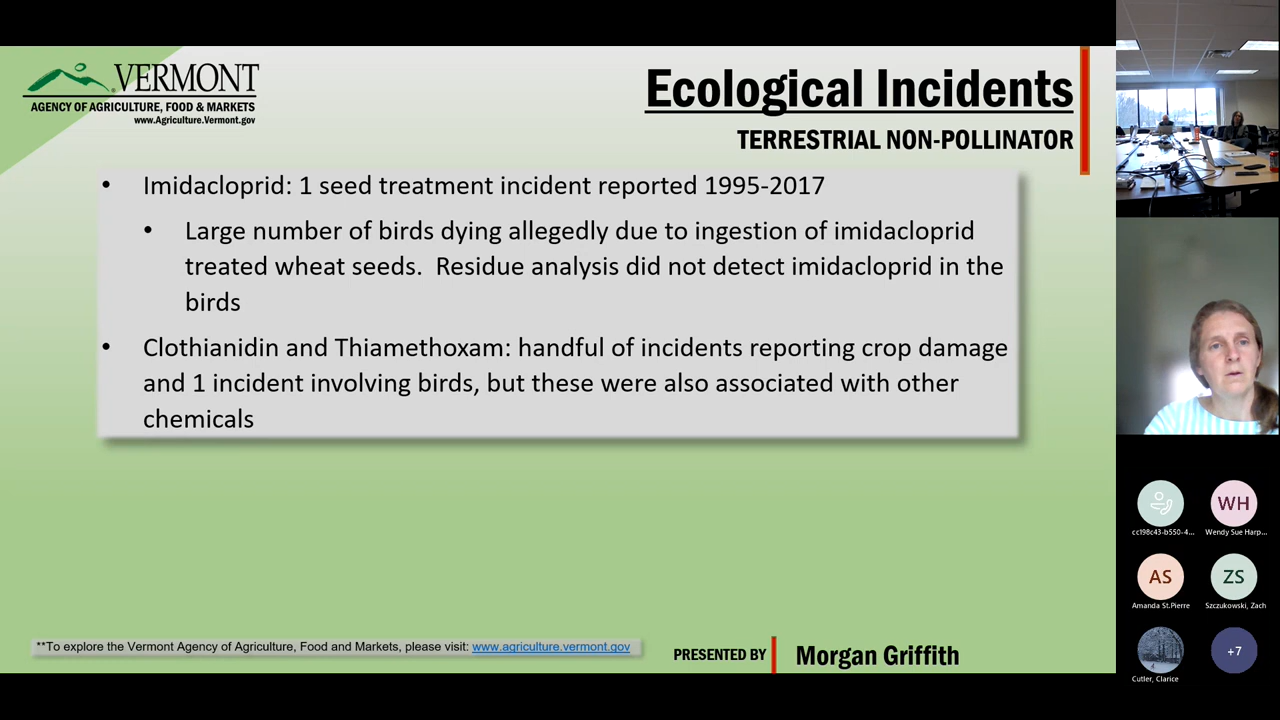 VERMONT
AGENCY OF AGRICULTURE, FOOD & MARKETS
www.Agriculture.Vermont.gov
Ecological Incidents
TERRESTRIAL NON-POLLINATOR
• Imidacloprid: 1 seed treatment incident reported 1995-2017
• Large number of birds dying allegedly due to ingestion of imidacloprid
treated wheat seeds. Residue analysis did not detect imidacloprid in the
birds
• Clothianidin and Thiamethoxam: handful of incidents reporting crop damage
and 1 incident involving birds, but these were also associated with other
chemicals
**To explore the Vermont Agency of Agriculture, Food and Markets, please visit: www.agriculture.vermont.gov
PRESENTED BY
Morgan Griffith
WH
cc198c43-b550-4...
Wendy Sue Harp...
AS
ZS
Amanda St.Pierre
Szczukowski, Zach
+7
Cutler, Clarice